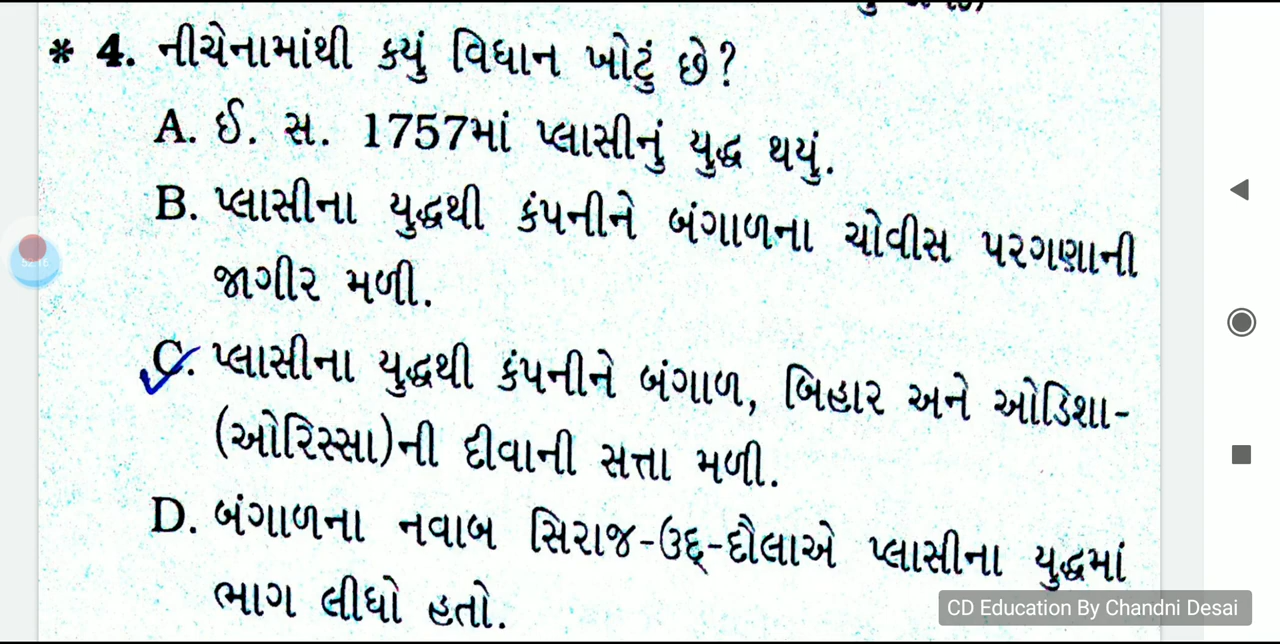 * 4. નીચેનામાંથી કયું વિધાન ખોટું છે?
A. ઈ. સ. 1757માં પ્લાસીનું યુદ્ધ થયું.
B. પ્લાસીના યુદ્ધથી કંપનીને બંગાળના ચોવીસ પરગણાની
જાગીર મળી.
C. પ્લાસીના યુદ્ધથી કંપનીને બંગાળ, બિહાર અને ઓડિશા-
(ઓરિસ્સા)ની દીવાની સત્તા મળી.
D. બંગાળના નવાબ સિરાજ-ઉદ્-દૌલાએ પ્લાસીના યુદ્ધમાં
ભાગ લીધો હતો.
CD Education By Chandni Desai